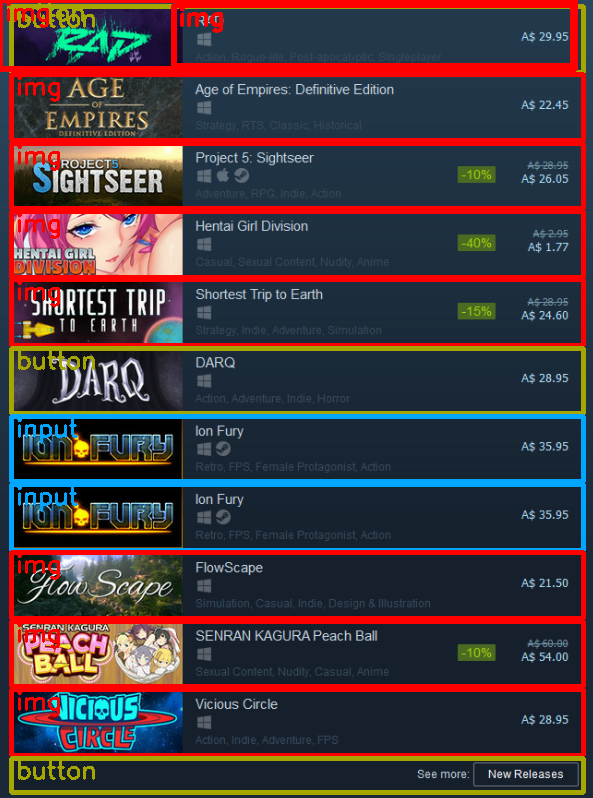 button
img
img
RAD
RAD
A$ 29.95
Action, Rogue-lite, Post-apocalyptic, Singleplayer
img
AGE
OF
EMPIRES
DEFINITIVE EDITION
Age of Empires: Definitive Edition
A$ 22.45
Strategy, RTS, Classic, Historical
img
PROJECT 5
SIGHTSEER
Project 5: Sightseer
-10%
A$ 28.95
A$ 26.05
Adventure, RPG, Indie, Action
img
HENTAI GIRL
DIVISION
Hentai Girl Division
-40%
A$ 2.95
A$ 1.77
Casual, Sexual Content, Nudity, Anime
img
SHORTEST TRIP
TO EARTH
Shortest Trip to Earth
-15%
A$ 28.95
A$ 24.60
Strategy, Indie, Adventure, Simulation
button
DARQ
DARQ
A$ 28.95
Action, Adventure, Indie, Horror
input
ION FURY
Ion Fury
A$ 35.95
Retro, FPS, Female Protagonist, Action
input
ION FURY
Ion Fury
A$ 35.95
Retro, FPS, Female Protagonist, Action
img
Flow Scape
FlowScape
A$ 21.50
Simulation, Casual, Indie, Design & Illustration
img
SENRAN KAGURA
PEACH
BALL
SENRAN KAGURA Peach Ball
-10%
A$ 60.00
A$ 54.00
Sexual Content, Nudity, Casual, Anime
img
VICIOUS
CIRCLE
Vicious Circle
A$ 28.95
Action, Indie, Adventure, FPS
button
See more: New Releases